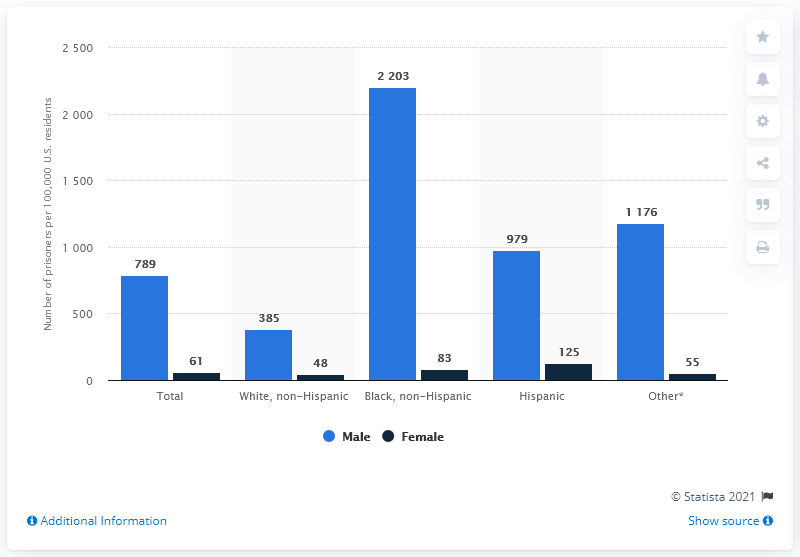 Number of prisoners per 100,000 U.S. residents
2 500
2 000
1 500
1 000
500
0
789
61
385
48
2 203
83
979
125
1 176
55
Total
White, non-Hispanic
Black, non-Hispanic
Hispanic
Other*
Male Female
© Statista 2021
Additional Information
Show source